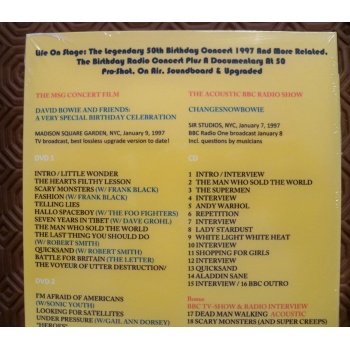 Life On Stage: The Legendary 50th Birthday Concert 1997 And More Related.
The Birthday Radio Concert Plus A Documentary At 50
Pro-Shot, On Air, Soundboard & Upgraded
THE MSG CONCERT FILM
DAVID BOWIE AND FRIENDS:
A VERY SPECIAL BIRTHDAY CELEBRATION
MADISON SQUARE GARDEN, NYC, January 9, 1997
TV broadcast, best lossless upgrade version to date!
DVD 1
INTRO / LITTLE WONDER
THE HEARTS FILTHY LESSON
SCARY MONSTERS (W/ FRANK BLACK)
FASHION (W/ FRANK BLACK)
TELLING LIES
HALLO SPACEBOY (W/ THE FOO FIGHTERS)
SEVEN YEARS IN TIBET (W/ DAVE GROHL)
THE MAN WHO SOLD THE WORLD
THE LAST THING YOU SHOULD DO
(W/ ROBERT SMITH)
QUICKSAND (W/ ROBERT SMITH)
BATTLE FOR BRITAIN (THE LETTER)
THE VOYEUR OF UTTER DESTRUCTION/
DVD 2
I'M AFRAID OF AMERICANS
(W/SONIC YOUTH)
LOOKING FOR SATELLITES
UNDER PRESSURE (W/GAIL ANN DORSEY)
"HEROES"
THE ACOUSTIC BBC RADIO SHOW
CHANGESNOWBOWIE
SIR STUDIOS, NYC, January 7, 1997
BBC Radio One broadcast January 8
Incl. questions by musicians
CD
1 INTRO / INTERVIEW
2 THE MAN WHO SOLD THE WORLD
3 THE SUPERMEN
4 INTERVIEW
5 ANDY WARHOL
6 REPETITION
7 INTERVIEW
8 LADY STARDUST
9 WHITE LIGHT WHITE HEAT
10 INTERVIEW
11 SHOPPING FOR GIRLS
12 INTERVIEW
13 QUICKSAND
14 ALADDIN SANE
15 INTERVIEW / 16 BBC OUTRO
Bonus
BBC TV-SHOW & RADIO INTERVIEW
17 DEAD MAN WALKING ACOUSTIC
18 SCARY MONSTERS (AND SUPER CREEPS)